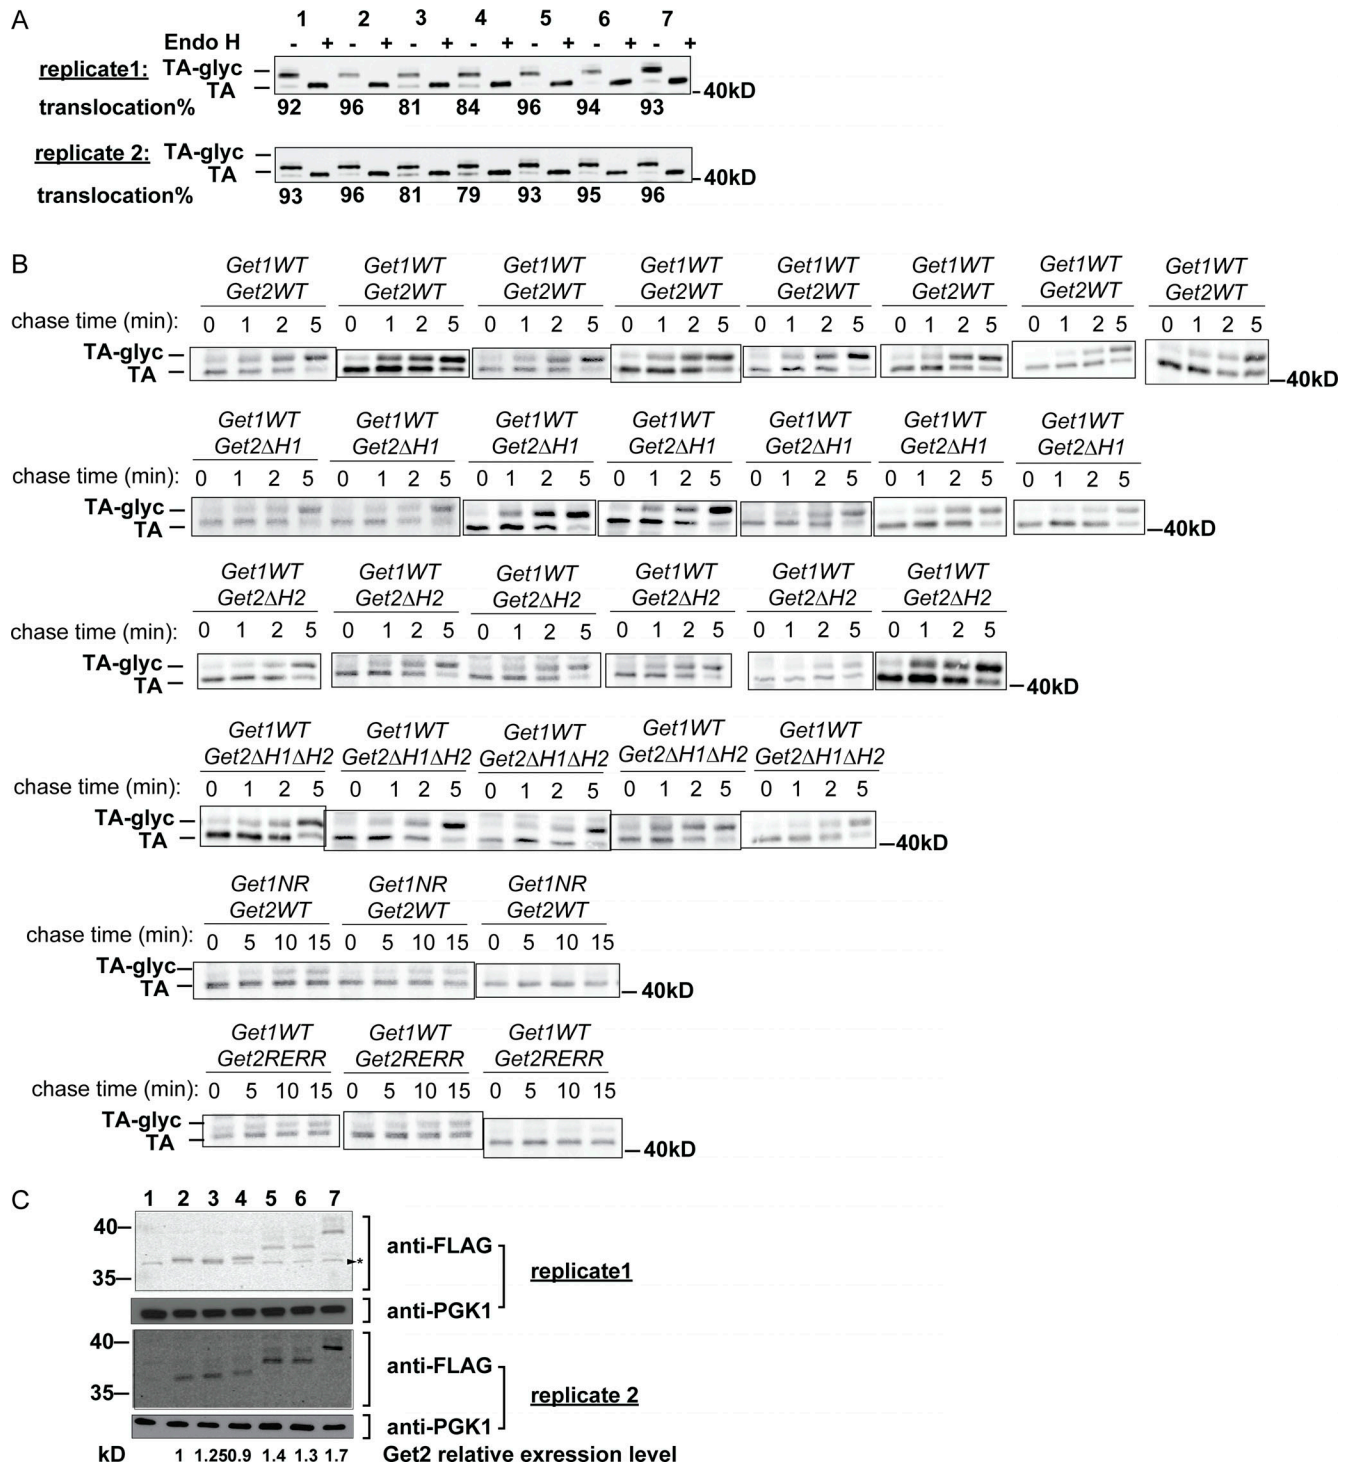 A
1 2 3 4 5 6 7
Endo H - + - + - + - + - + - + - +
replicate1: TA-glyc
TA
40kD
translocation% 92 96 81 84 96 94 93
replicate 2: TA-glyc
TA
40kD
translocation% 93 96 81 79 93 95 96
B
Get1WT Get1WT Get1WT Get1WT Get1WT Get1WT Get1WT Get1WT
Get2WT Get2WT Get2WT Get2WT Get2WT Get2WT Get2WT Get2WT
chase time (min): 0 1 2 5 0 1 2 5 0 1 2 5 0 1 2 5 0 1 2 5 0 1 2 5 0 1 2 5 0 1 2 5
TA-glyc
TA
40kD
Get1WT Get1WT Get1WT Get1WT Get1WT Get1WT Get1WT
Get2ΔH1 Get2ΔH1 Get2ΔH1 Get2ΔH1 Get2ΔH1 Get2ΔH1 Get2ΔH1
chase time (min): 0 1 2 5 0 1 2 5 0 1 2 5 0 1 2 5 0 1 2 5 0 1 2 5 0 1 2 5
TA-glyc
TA
40kD
Get1WT Get1WT Get1WT Get1WT Get1WT Get1WT
Get2ΔH2 Get2ΔH2 Get2ΔH2 Get2ΔH2 Get2ΔH2 Get2ΔH2
chase time (min): 0 1 2 5 0 1 2 5 0 1 2 5 0 1 2 5 0 1 2 5 0 1 2 5
TA-glyc
TA
40kD
Get1WT Get1WT Get1WT Get1WT Get1WT
Get2ΔH1ΔH2 Get2ΔH1ΔH2 Get2ΔH1ΔH2 Get2ΔH1ΔH2 Get2ΔH1ΔH2
chase time (min): 0 1 2 5 0 1 2 5 0 1 2 5 0 1 2 5 0 1 2 5
TA-glyc
TA
40kD
Get1NR Get1NR Get1NR
Get2WT Get2WT Get2WT
chase time (min): 0 5 10 15 0 5 10 15 0 5 10 15
TA-glyc
TA
40kD
Get1WT Get1WT Get1WT
Get2RERR Get2RERR Get2RERR
chase time (min): 0 5 10 15 0 5 10 15 0 5 10 15
TA-glyc
TA
40kD
C
1 2 3 4 5 6 7
40
anti-FLAG
*
replicate1
35
anti-PGK1
40
anti-FLAG
35
replicate 2
anti-PGK1
kD 1 1.25 0.9 1.4 1.3 1.7 Get2 relative exression level